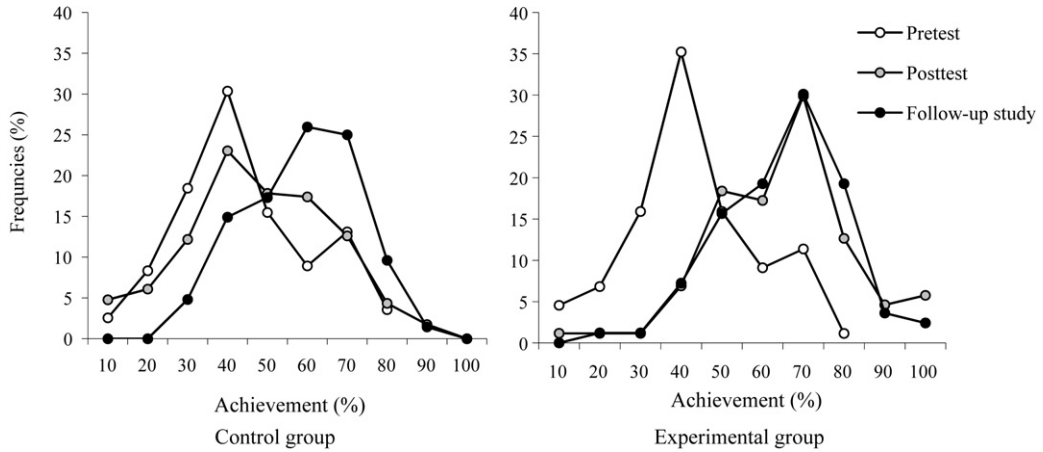 40
35
30
25
20
15
10
5
0
Frequncies (%)
10 20 30 40 50 60 70 80 90 100
Achievement (%)
Control group
40
35
30
25
20
15
10
5
0
10 20 30 40 50 60 70 80 90 100
Achievement (%)
Experimental group
Pretest
Posttest
Follow-up study